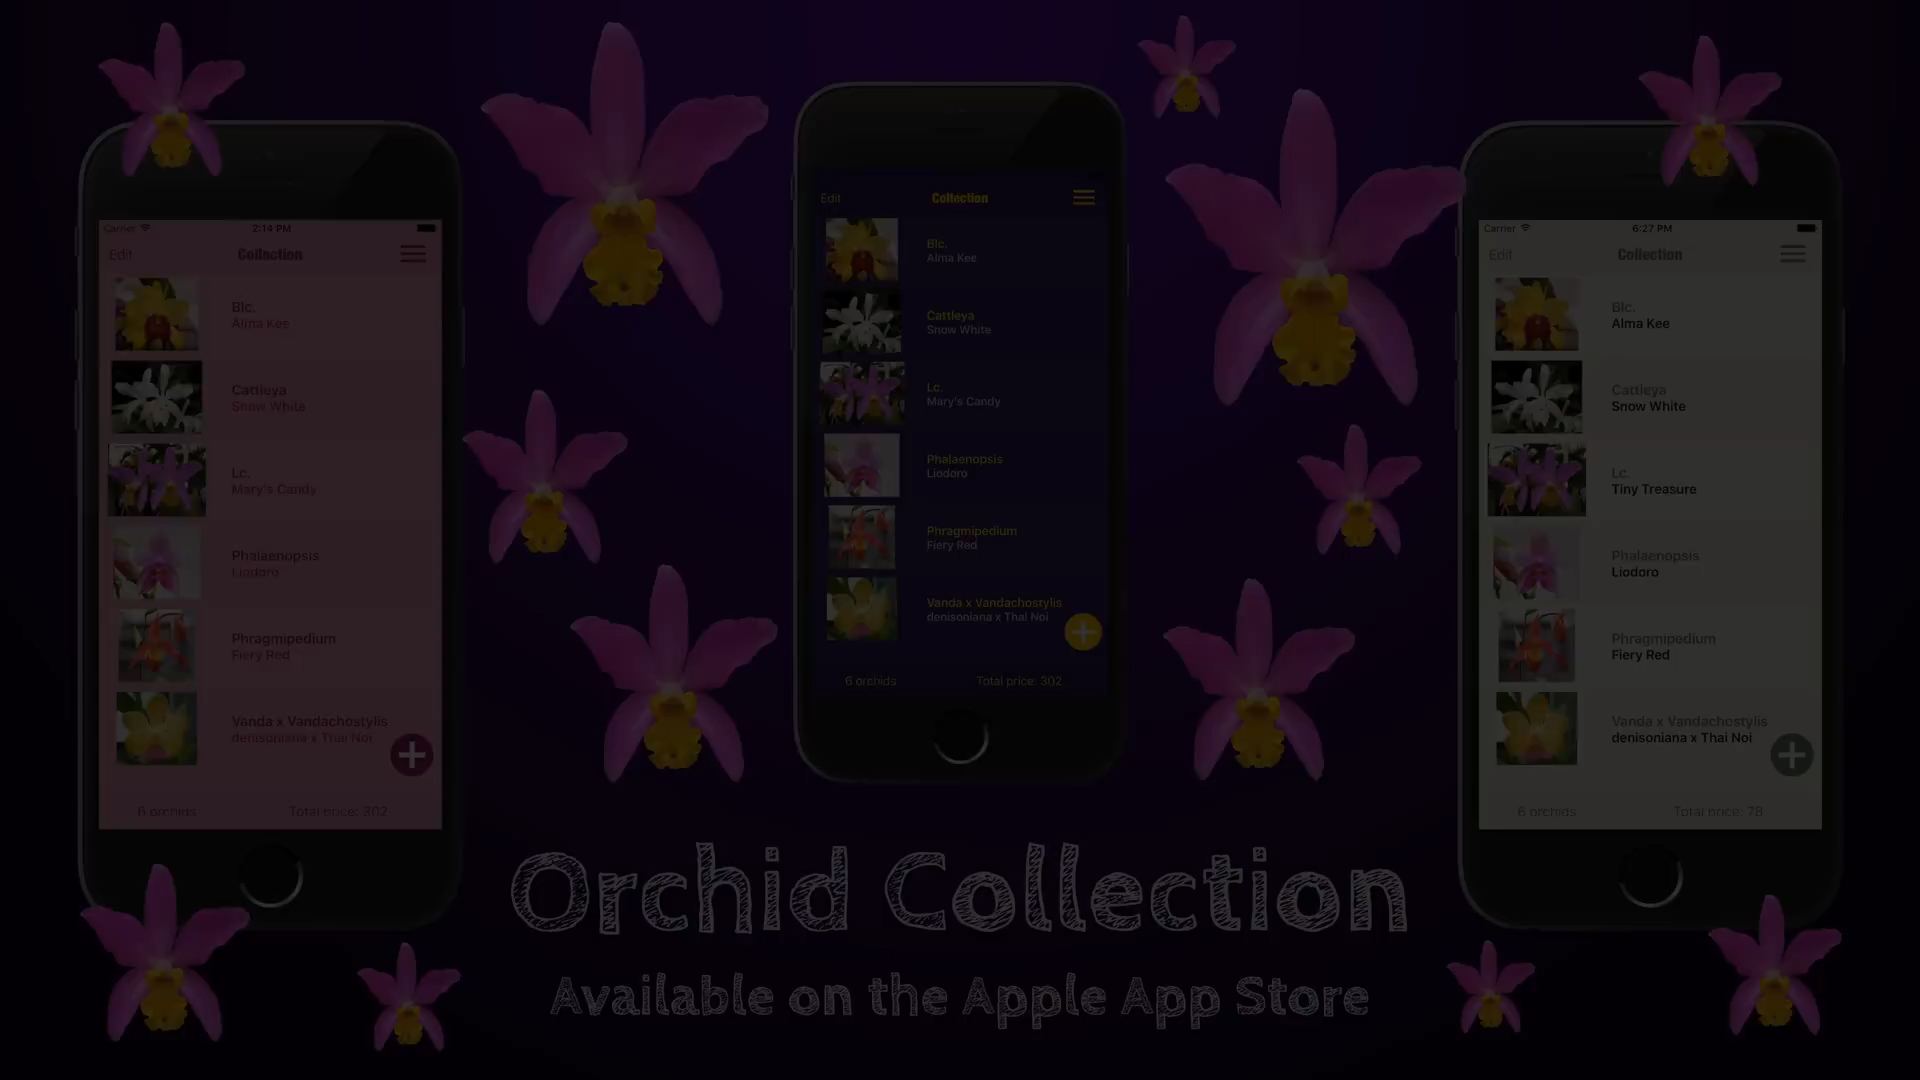 Carrier 2:14 PM
Edit Collection
Blc.
Alma Kee
Cattleya
Snow White
Lc.
Mary's Candy
Phalaenopsis
Liodoro
Phragmipedium
Fiery Red
Vanda x Vandachostylis
denisoniana x Thai Noi
6 orchids Total price: 302
Edit Collection
Blc.
Alma Kee
Cattleya
Snow White
Lc.
Mary's Candy
Phalaenopsis
Liodoro
Phragmipedium
Fiery Red
Vanda x Vandachostylis
denisoniana x Thai Noi
6 orchids Total price: 302
Carrier 6:27 PM
Edit Collection
Blc.
Alma Kee
Cattleya
Snow White
Lc.
Tiny Treasure
Phalaenopsis
Liodoro
Phragmipedium
Fiery Red
Vanda x Vandachostylis
denisoniana x Thai Noi
6 orchids Total price: 78
Orchid Collection
Available on the Apple App Store